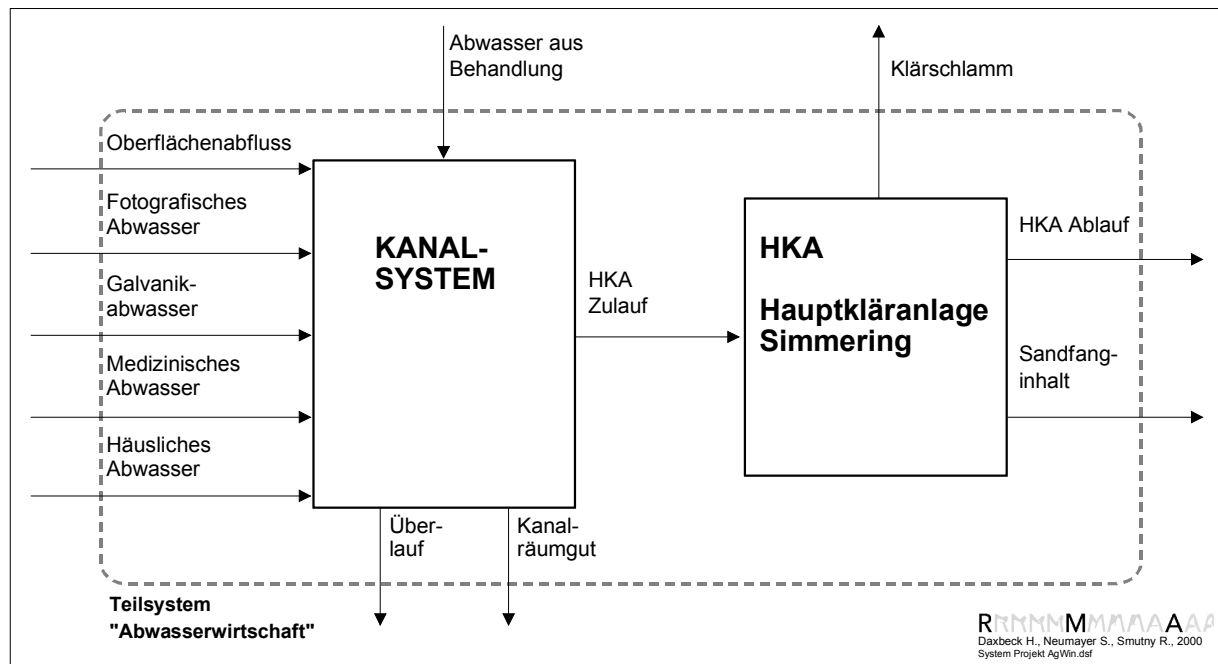 Abwasser aus
Behandlung
Klärschlamm
Oberflächenabfluss
Fotografisches
Abwasser
Galvanik-
abwasser
Medizinisches
Abwasser
Häusliches
Abwasser
KANAL-
SYSTEM
HKA
Zulauf
HKA
Hauptkläranlage
Simmering
HKA Ablauf
Sandfang-
inhalt
Über-
lauf
Kanal-
räumgut
Teilsystem
"Abwasserwirtschaft"
R M A
Daxbeck H., Neumayer S., Smutny R., 2000
System Projekt AgWin.dsf